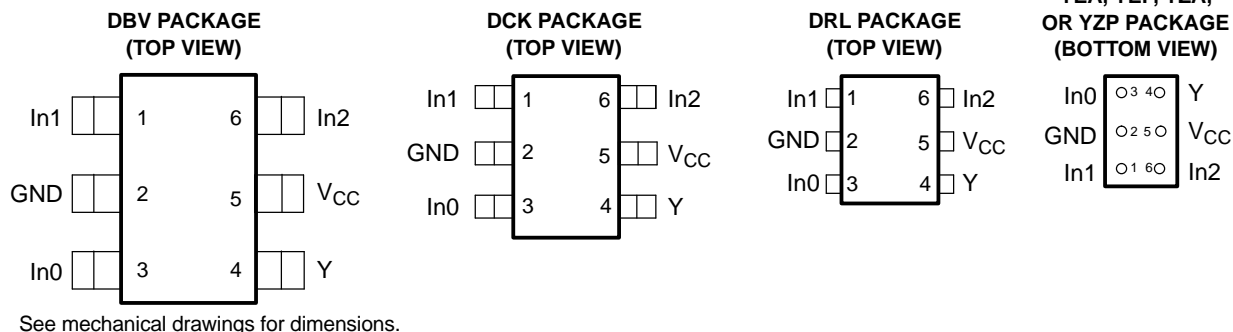 DBV PACKAGE
(TOP VIEW)
In1 1 6 In2
GND 2 5 VCC
In0 3 4 Y
See mechanical drawings for dimensions.
DCK PACKAGE
(TOP VIEW)
In1 1 6 In2
GND 2 5 VCC
In0 3 4 Y
DRL PACKAGE
(TOP VIEW)
In1 1 6 In2
GND 2 5 VCC
In0 3 4 Y
OR YZP PACKAGE
(BOTTOM VIEW)
In0 3 4 Y
GND 2 5 VCC
In1 1 6 In2